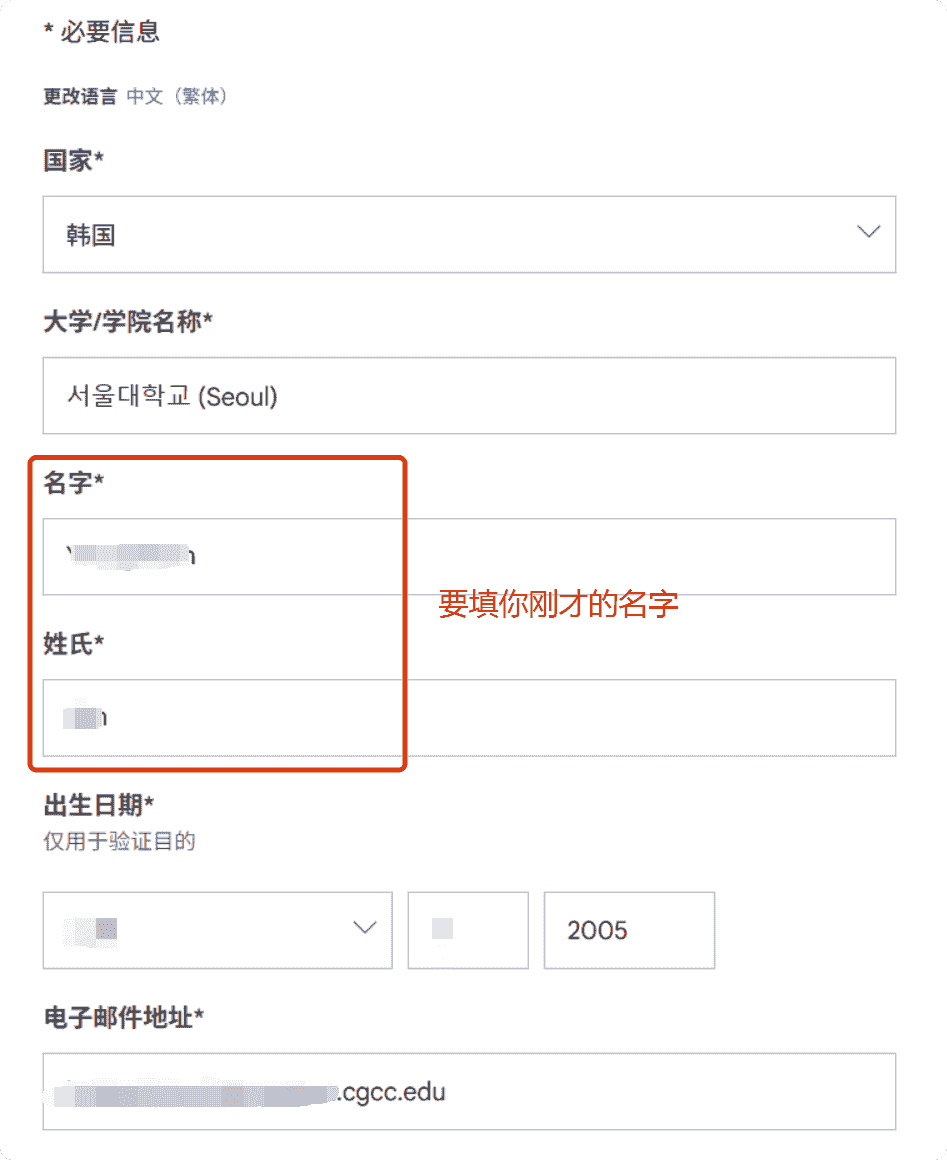 * 必要信息
更改语言 中文（繁体）
国家*
韩国
大学/学院名称*
서울대학교 (Seoul)
名字*
要填你刚才的名字
姓氏*
出生日期*
仅用于验证目的
2005
电子邮件地址*
.cgcc.edu